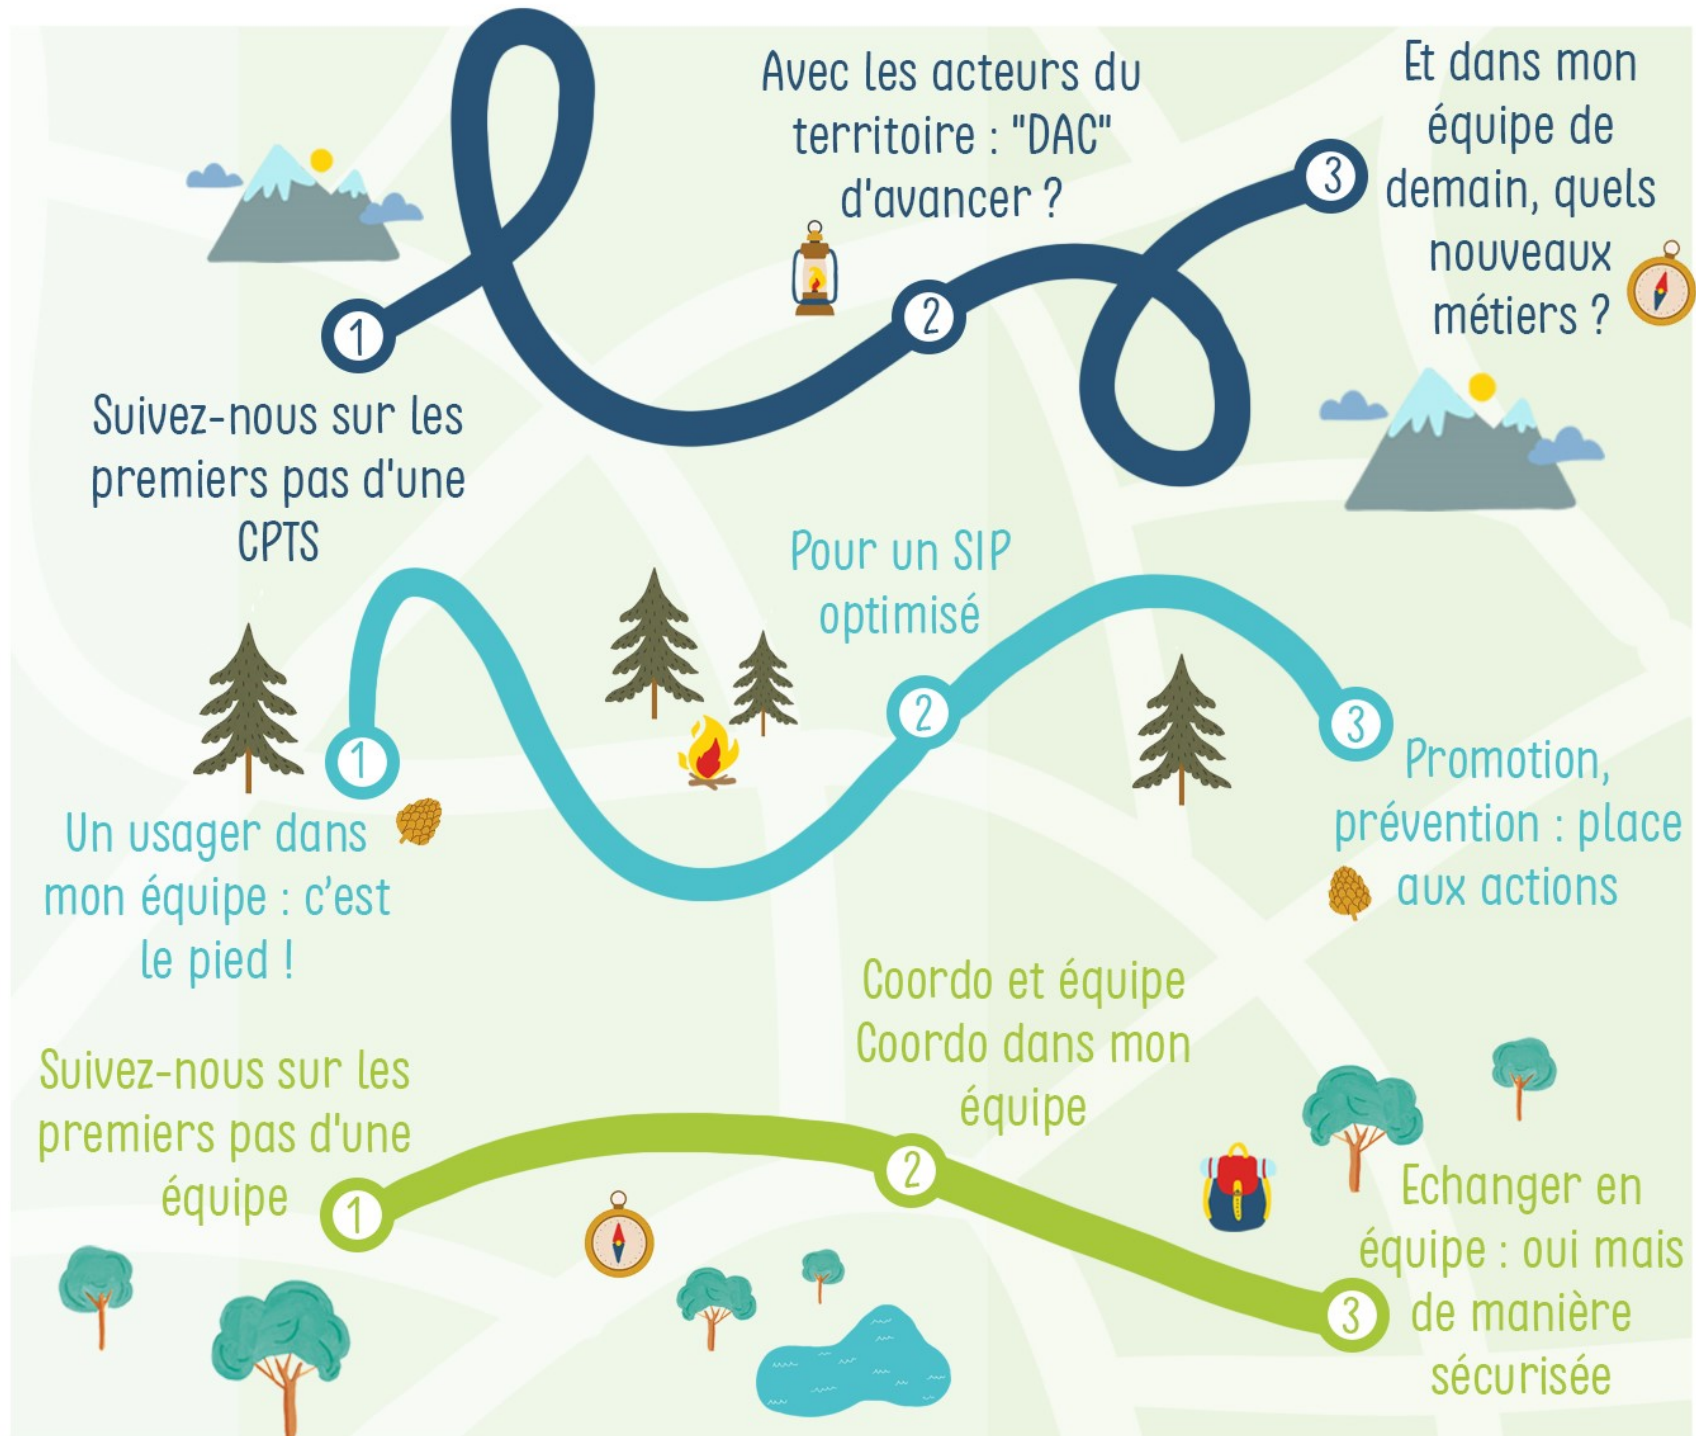 Avec les acteurs du
territoire : "DAC"
d'avancer ?
Et dans mon
équipe de
demain, quels
nouveaux
métiers ?
3
2
1
Suivez-nous sur les
premiers pas d'une
CPTS
Pour un SIP
optimisé
2
3
1
Promotion,
prévention : place
aux actions
Un usager dans
mon équipe : c'est
le pied !
Coordo et équipe
Coordo dans mon
équipe
Suivez-nous sur les
premiers pas d'une
équipe
1
2
3
Echanger en
équipe : oui mais
de manière
sécurisée